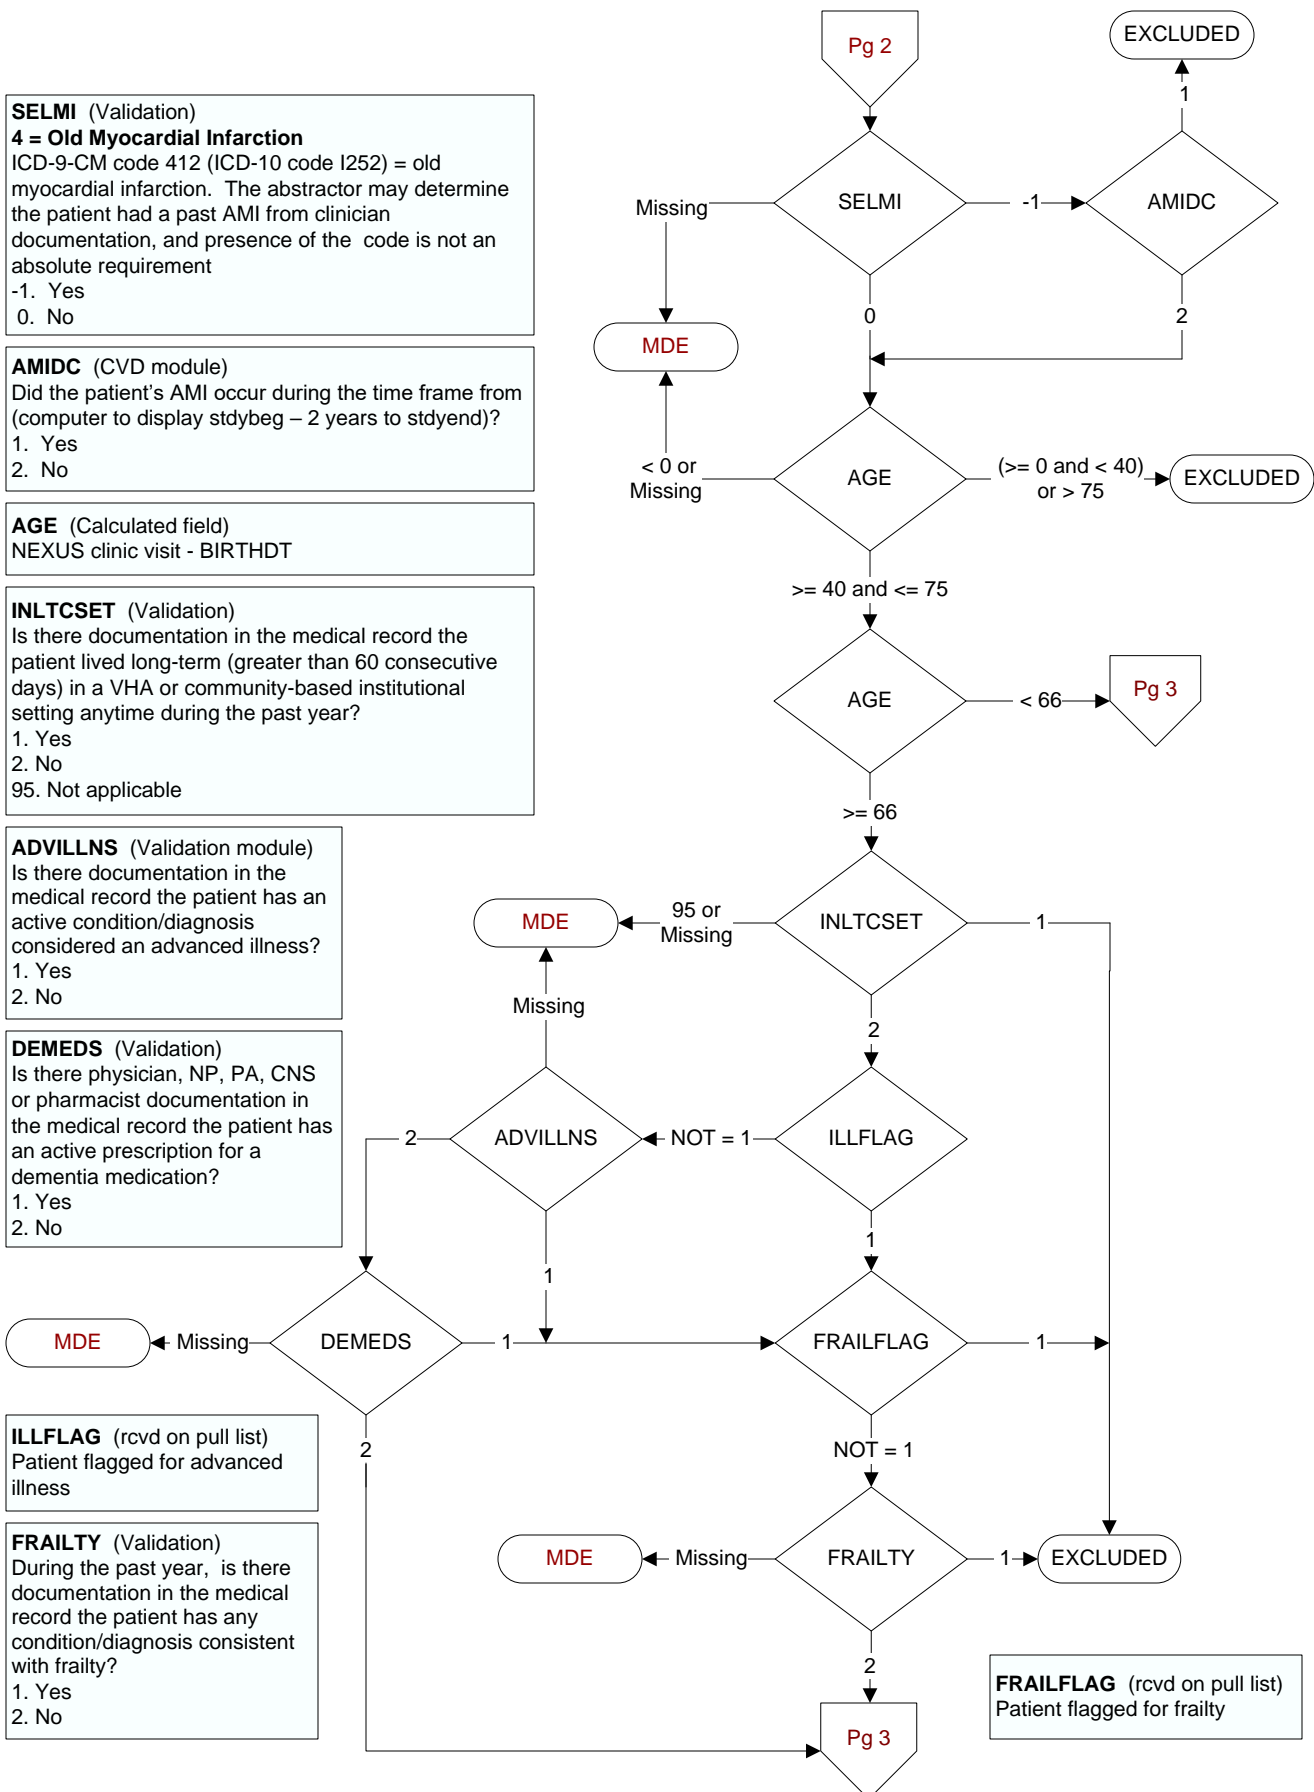 Pg 2
EXCLUDED
1
SELMI (Validation)
4 = Old Myocardial Infarction
ICD-9-CM code 412 (ICD-10 code I252) = old
myocardial infarction. The abstractor may determine
the patient had a past AMI from clinician
documentation, and presence of the code is not an
absolute requirement
-1. Yes
0. No
Missing
SELMI
-1
AMIDC
0
2
MDE
AMIDC (CVD module)
Did the patient's AMI occur during the time frame from
(computer to display stdybeg – 2 years to stdyend)?
1. Yes
2. No
< 0 or
Missing
AGE
(>= 0 and < 40)
or > 75
EXCLUDED
AGE (Calculated field)
NEXUS clinic visit - BIRTHDT
>= 40 and <= 75
INLTCSET (Validation)
Is there documentation in the medical record the
patient lived long-term (greater than 60 consecutive
days) in a VHA or community-based institutional
setting anytime during the past year?
1. Yes
2. No
95. Not applicable
AGE
< 66
Pg 3
>= 66
ADVILLNS (Validation module)
Is there documentation in the
medical record the patient has an
active condition/diagnosis
considered an advanced illness?
1. Yes
2. No
MDE
95 or
Missing
INLTCSET
1
Missing
2
DEMEDS (Validation)
Is there physician, NP, PA, CNS
or pharmacist documentation in
the medical record the patient has
an active prescription for a
dementia medication?
1. Yes
2. No
2
ADVILLNS
NOT = 1
ILLFLAG
1
1
MDE
Missing
DEMEDS
1
FRAILFLAG
1
ILLFLAG (rcvd on pull list)
Patient flagged for advanced
illness
2
NOT = 1
FRAILTY (Validation)
During the past year, is there
documentation in the medical
record the patient has any
condition/diagnosis consistent
with frailty?
1. Yes
2. No
MDE
Missing
FRAILTY
1
EXCLUDED
2
FRAILFLAG (rcvd on pull list)
Patient flagged for frailty
Pg 3